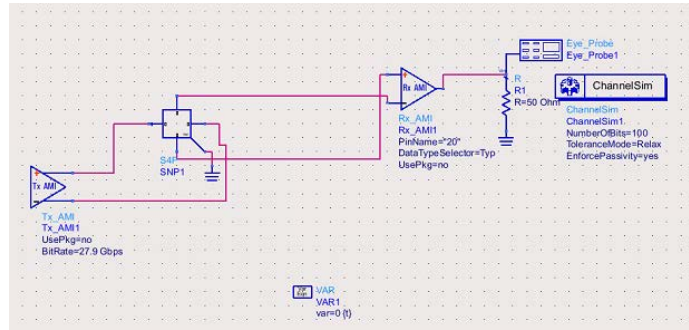 Eye_Probe
Eye_Probe1
ChannelSim
ChannelSim
ChannelSim1
NumberOfBits=100
ToleranceMode=Relax
EnforcePassivity=yes
R
R1
R=50 Ohm
Rx AMI
Rx_AMI
Rx_AMI1
PinName="20"
DataTypeSelector=Typ
UsePkg=no
S4P
SNP1
Tx AMI
Tx_AMI
Tx_AMI1
UsePkg=no
BitRate=27.9 Gbps
VAR
VAR1
var=0 {t}